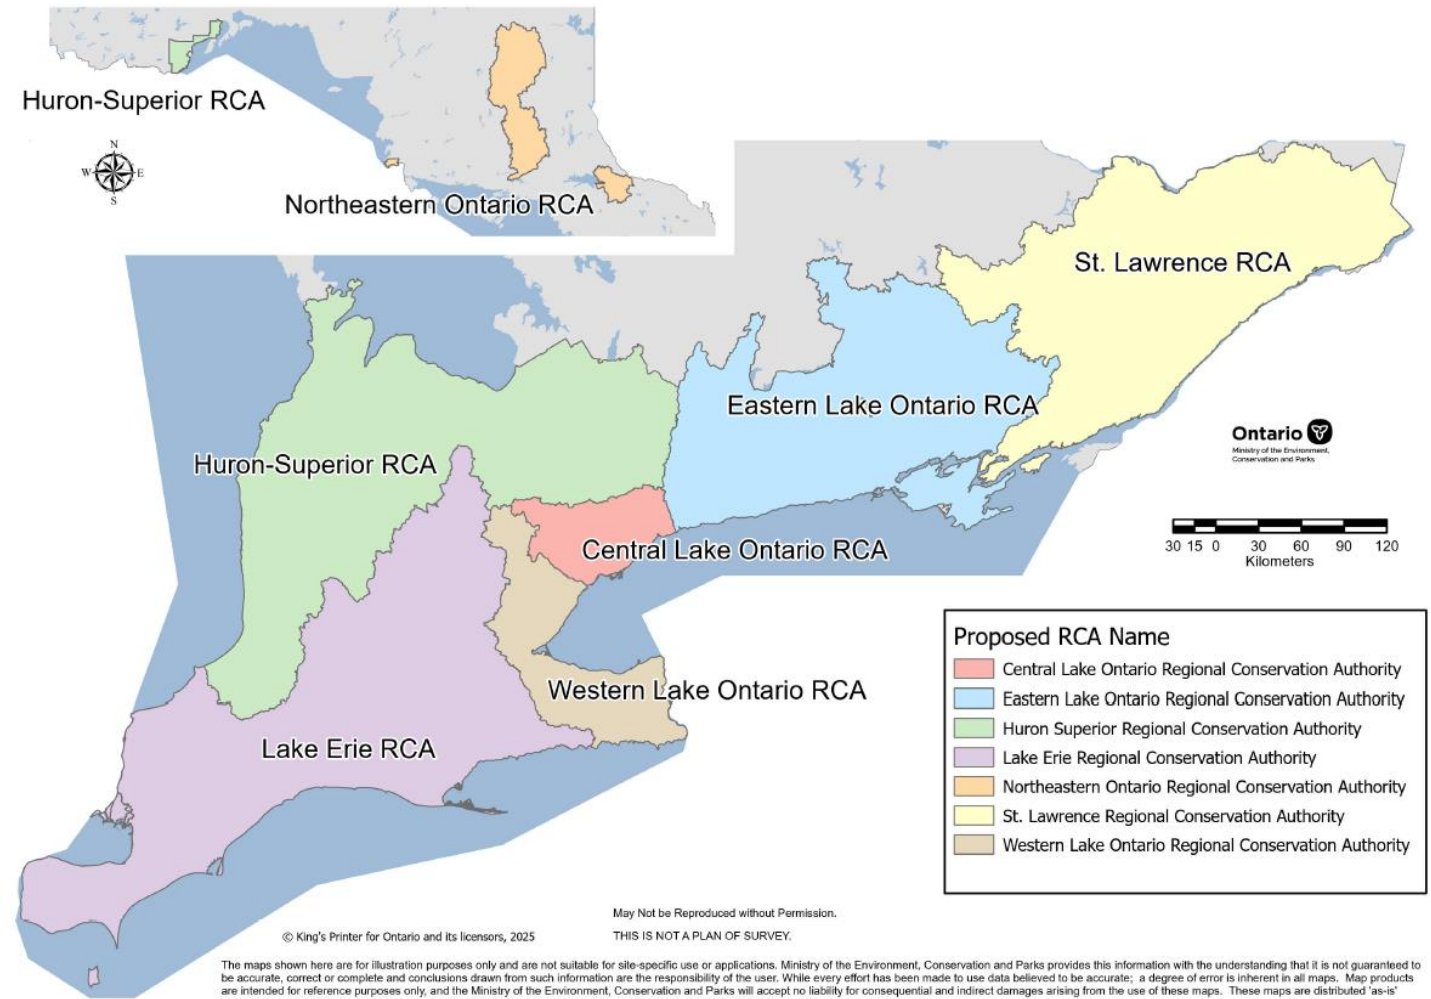 Huron-Superior RCA
N
W E
S
Northeastern Ontario RCA
St. Lawrence RCA
Eastern Lake Ontario RCA
Huron-Superior RCA
Ontario
Ministry of the Environment,
Conservation and Parks
30 15 0 30 60 90 120
Kilometers
Central Lake Ontario RCA
Western Lake Ontario RCA
Lake Erie RCA
Proposed RCA Name
Central Lake Ontario Regional Conservation Authority
Eastern Lake Ontario Regional Conservation Authority
Huron Superior Regional Conservation Authority
Lake Erie Regional Conservation Authority
Northeastern Ontario Regional Conservation Authority
St. Lawrence Regional Conservation Authority
Western Lake Ontario Regional Conservation Authority
May Not be Reproduced without Permission.
© King's Printer for Ontario and its licensors, 2025
THIS IS NOT A PLAN OF SURVEY.
The maps shown here are for illustration purposes only and are not suitable for site-specific use or applications. Ministry of the Environment, Conservation and Parks provides this information with the understanding that it is not guaranteed to
be accurate, correct or complete and conclusions drawn from such information are the responsibility of the user. While every effort has been made to use data believed to be accurate; a degree of error is inherent in all maps. Map products
are intended for reference purposes only, and the Ministry of the Environment, Conservation and Parks will accept no liability for consequential and indirect damages arising from the use of these maps. These maps are distributed 'as-is'